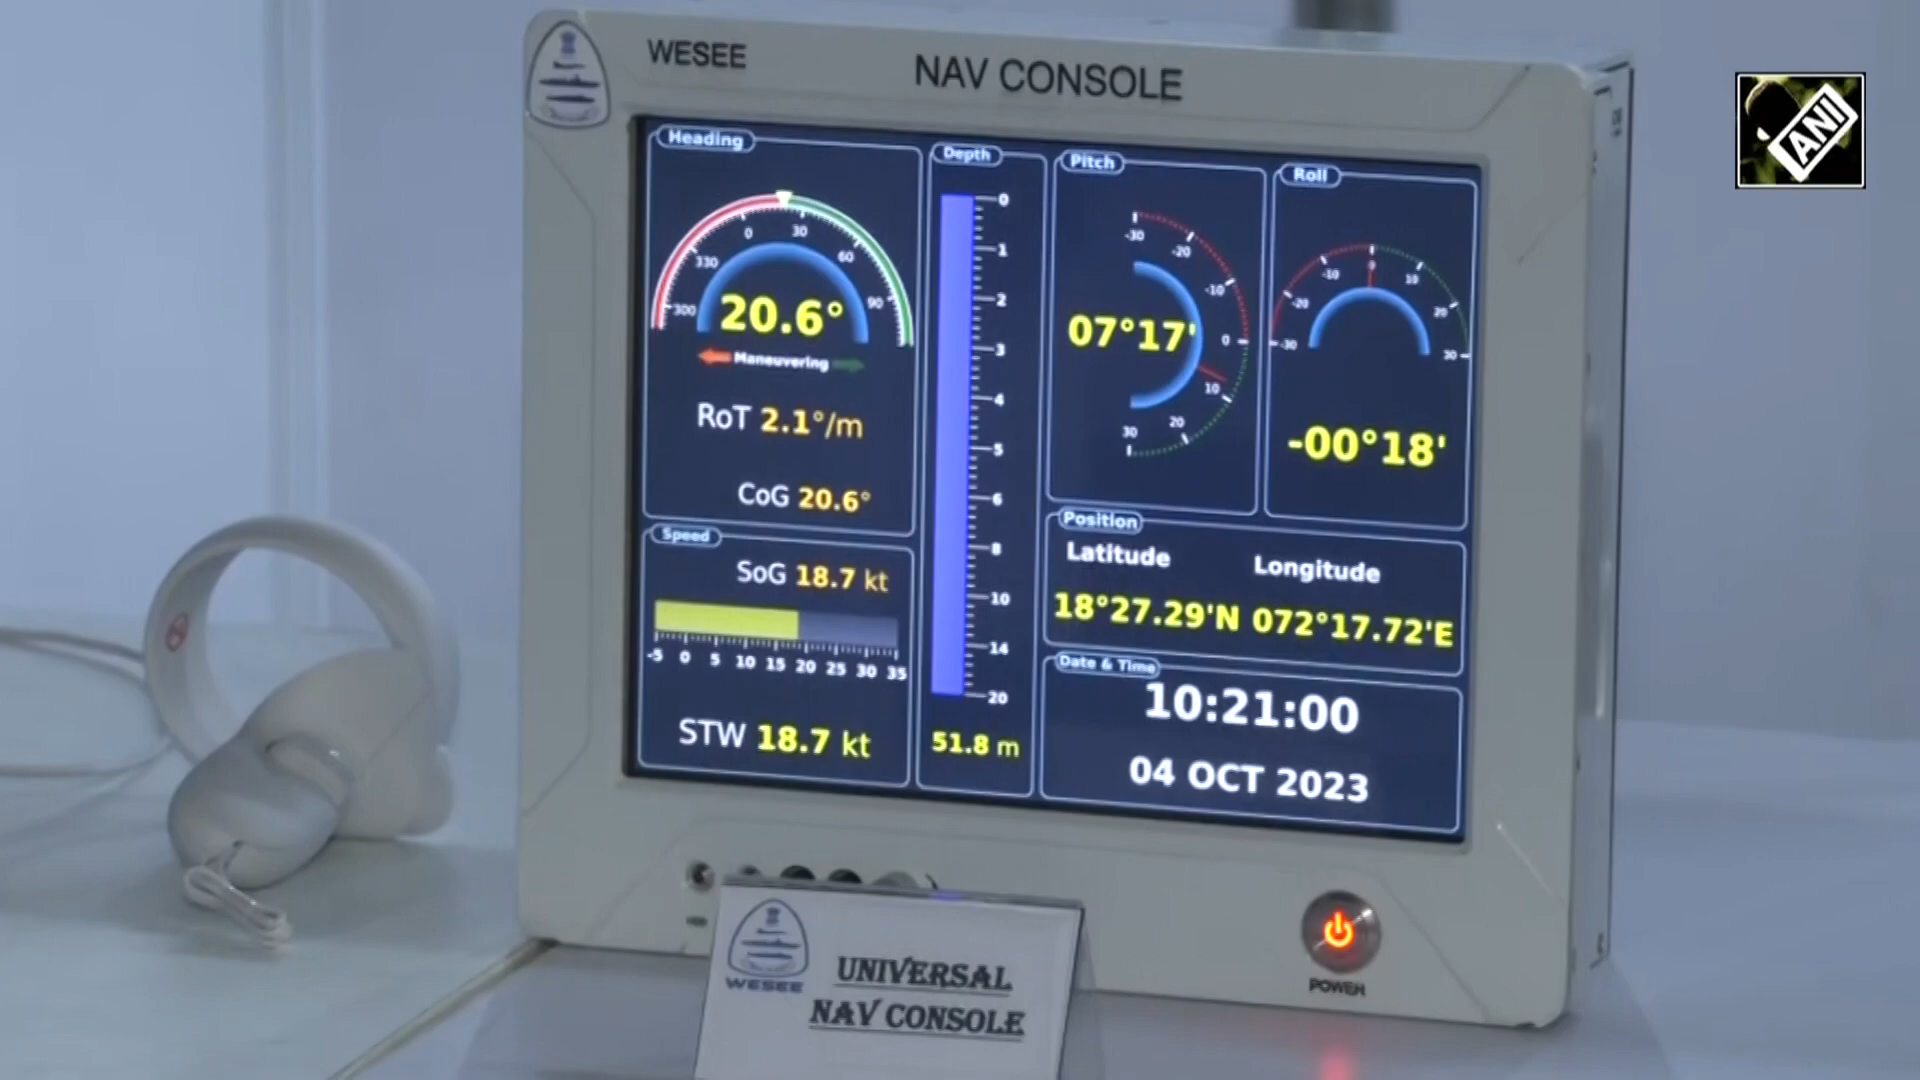 WESEE
NAV CONSOLE
ANI
Heading
0
30
330
60
300
90
20.6°
Maneuvering
RoT 2.1°/m
CoG 20.6°
Speed
SoG 18.7 kt
-5 0 5 10 15 20 25 30 35
STW 18.7 kt
Depth
0
1
2
3
4
5
6
8
10
14
20
51.8 m
Pitch
-30
-20
-10
07°17'
0
10
20
30
Roll
0
-10
10
-20
20
-30
30
-00°18'
Position
Latitude Longitude
18°27.29'N 072°17.72'E
Date & Time
10:21:00
04 OCT 2023
POWER
WESEE
UNIVERSAL
NAV CONSOLE